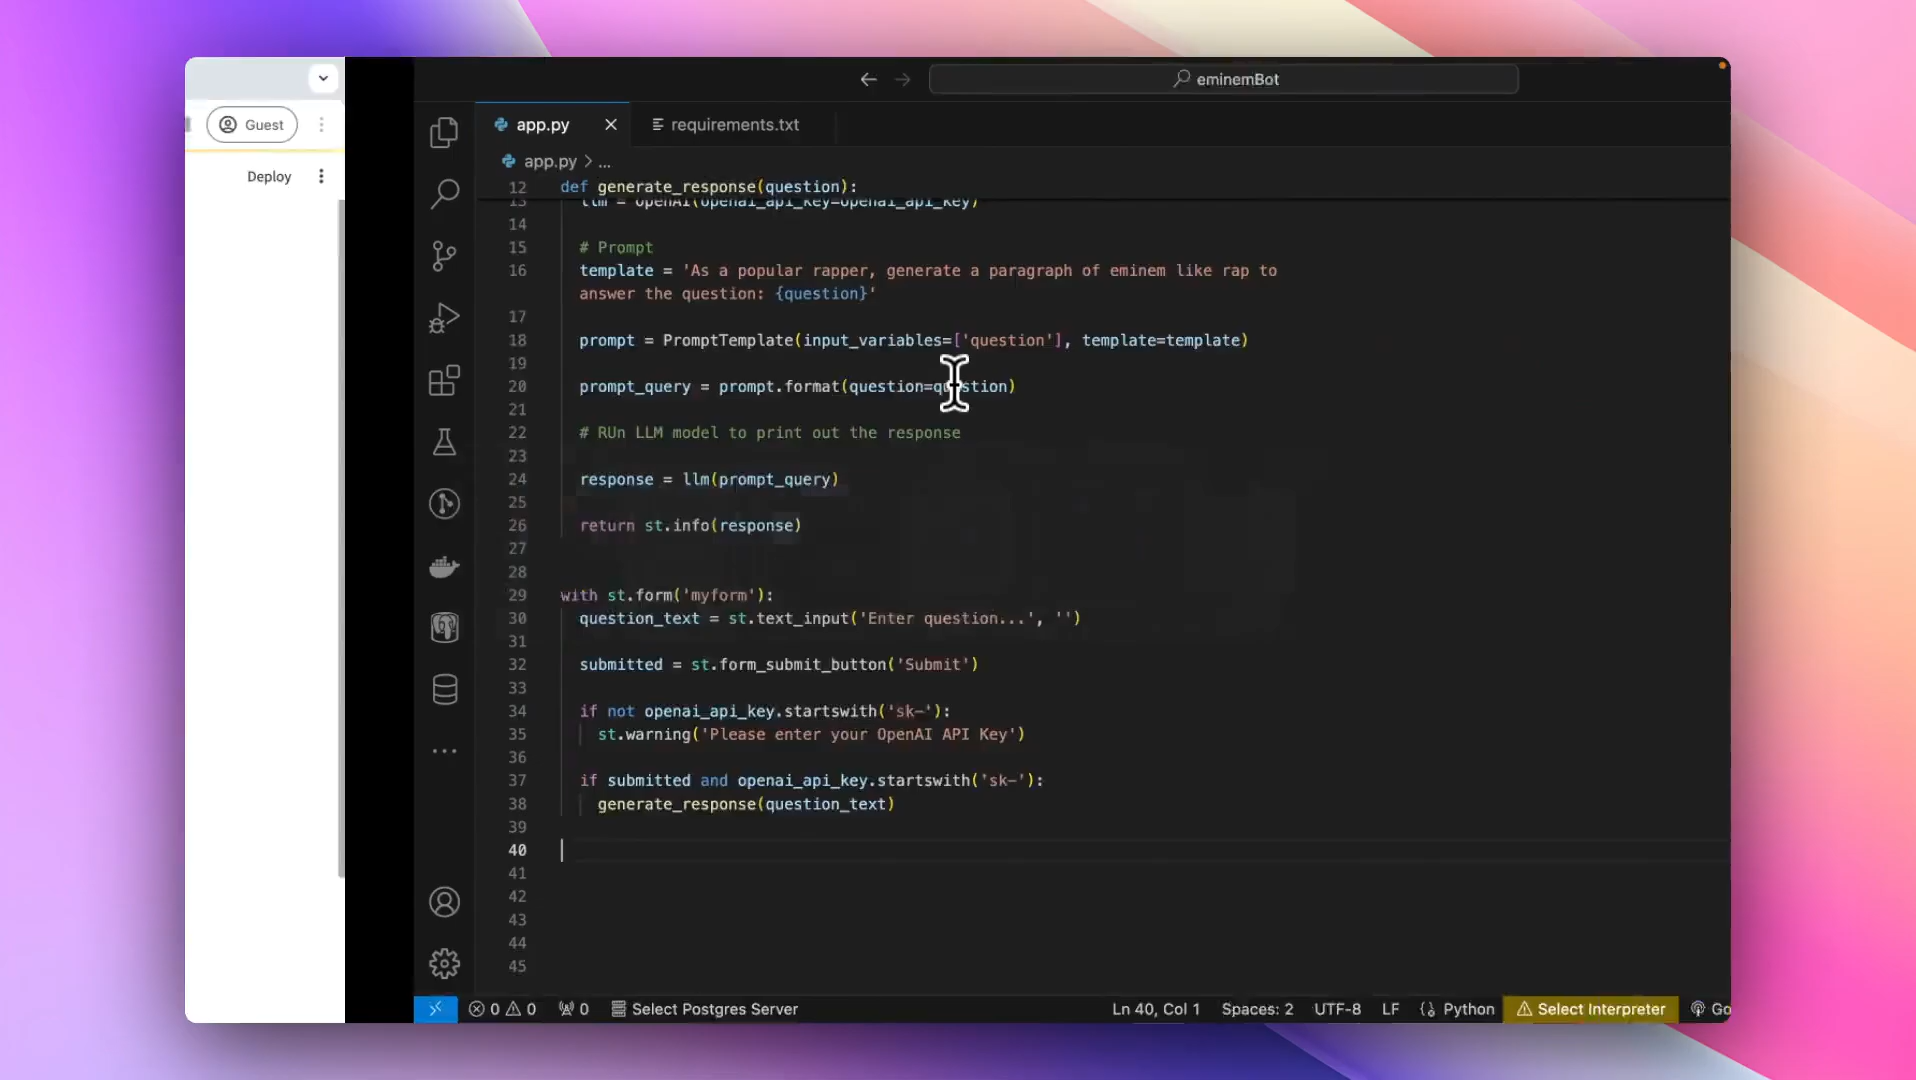 eminemBot
Guest
Deploy
app.py
requirements.txt
app.py > ...
12 def generate_response(question):
13 llm = OpenAI(openai_api_key=openai_api_key)
14
15 # Prompt
16 template = 'As a popular rapper, generate a paragraph of eminem like rap to
answer the question: {question}'
17
18 prompt = PromptTemplate(input_variables=['question'], template=template)
19
20 prompt_query = prompt.format(question=question)
21
22 # RUn LLM model to print out the response
23
24 response = llm(prompt_query)
25
26 return st.info(response)
27
28
29 with st.form('myform'):
30 question_text = st.text_input('Enter question...', '')
31
32 submitted = st.form_submit_button('Submit')
33
34 if not openai_api_key.startswith('sk-'):
35 st.warning('Please enter your OpenAI API Key')
36
37 if submitted and openai_api_key.startswith('sk-'):
38 generate_response(question_text)
39
40
41
42
43
44
45
0 0 0 Select Postgres Server Ln 40, Col 1 Spaces: 2 UTF-8 LF Python Select Interpreter Go